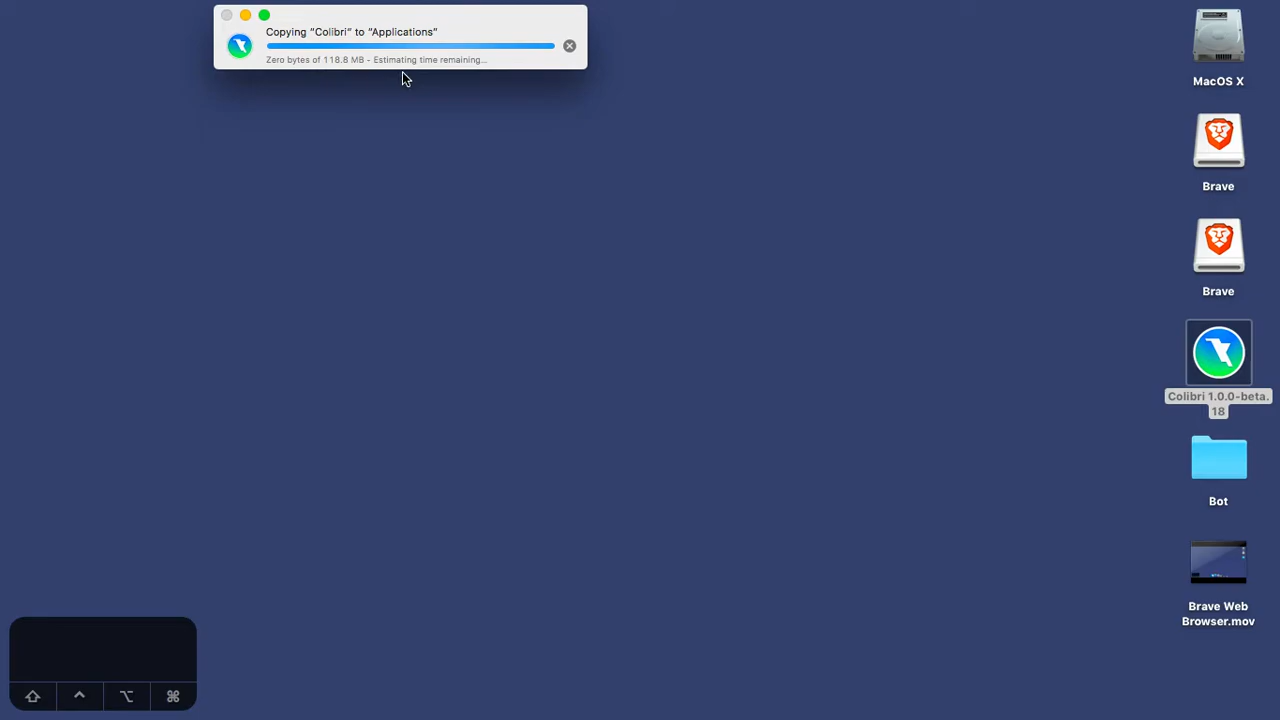 Copying “Colibri” to “Applications”
Zero bytes of 118.8 MB - Estimating time remaining...
MacOS X
Brave
Brave
Colibri 1.0.0-beta.
18
Bot
Brave Web
Browser.mov